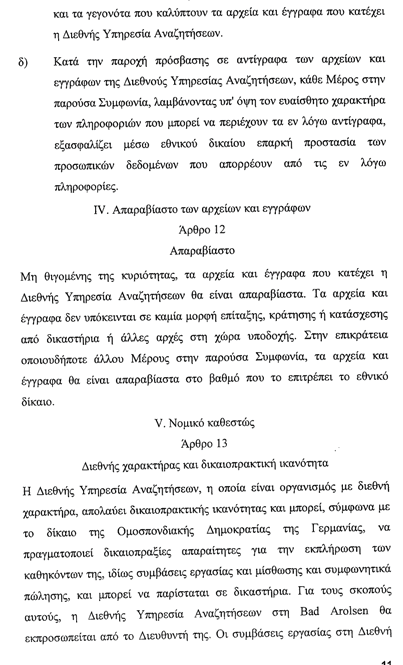 και τα γεγονότα που καλύπτουν τα αρχεία και έγγραφα που κατέχει
η Διεθνής Υπηρεσία Αναζητήσεων.
δ) Κατά την παροχή πρόσβασης σε αντίγραφα των αρχείων και
εγγράφων της Διεθνούς Υπηρεσίας Αναζητήσεων, κάθε Μέρος στην
παρούσα Συμφωνία, λαμβάνοντας υπ' όψη τον ευαίσθητο χαρακτήρα
των πληροφοριών που μπορεί να περιέχουν τα εν λόγω αντίγραφα,
εξασφαλίζει μέσω εθνικού δικαίου επαρκή προστασία των
προσωπικών δεδομένων που απορρέουν από τις εν λόγω
πληροφορίες.
IV. Απαραβίαστο των αρχείων και εγγράφων
Άρθρο 12
Απαραβίαστο
Μη θιγομένης της κυριότητας, τα αρχεία και έγγραφα που κατέχει η
Διεθνής Υπηρεσία Αναζητήσεων θα είναι απαραβίαστα. Τα αρχεία και
έγγραφα δεν υπόκεινται σε καμία μορφή επίταξης, κράτησης ή κατάσχεσης
από δικαστήρια ή άλλες αρχές στη χώρα υποδοχής. Στην επικράτεια
οποιουδήποτε άλλου Μέρους στην παρούσα Συμφωνία, τα αρχεία και
έγγραφα θα είναι απαραβίαστα στο βαθμό που το επιτρέπει το εθνικό
δίκαιο.
V. Νομικό καθεστώς
Άρθρο 13
Διεθνής χαρακτήρας και δικαιοπρακτική ικανότητα
Η Διεθνής Υπηρεσία Αναζητήσεων, η οποία είναι οργανισμός με διεθνή
χαρακτήρα, απολαύει δικαιοπρακτικής ικανότητας και μπορεί, σύμφωνα με
το δίκαιο της Ομοσπονδιακής Δημοκρατίας της Γερμανίας, να
πραγματοποιεί δικαιοπραξίες απαραίτητες για την εκπλήρωση των
καθηκόντων της, ιδίως συμβάσεις εργασίας και μίσθωσης και συμφωνητικά
πώλησης, και μπορεί να παρίσταται σε δικαστήρια. Για τους σκοπούς
αυτούς, η Διεθνής Υπηρεσία Αναζητήσεων στη Bad Arolsen θα
εκπροσωπείται από το Διευθυντή της. Οι συμβάσεις εργασίας στη Διεθνή
11